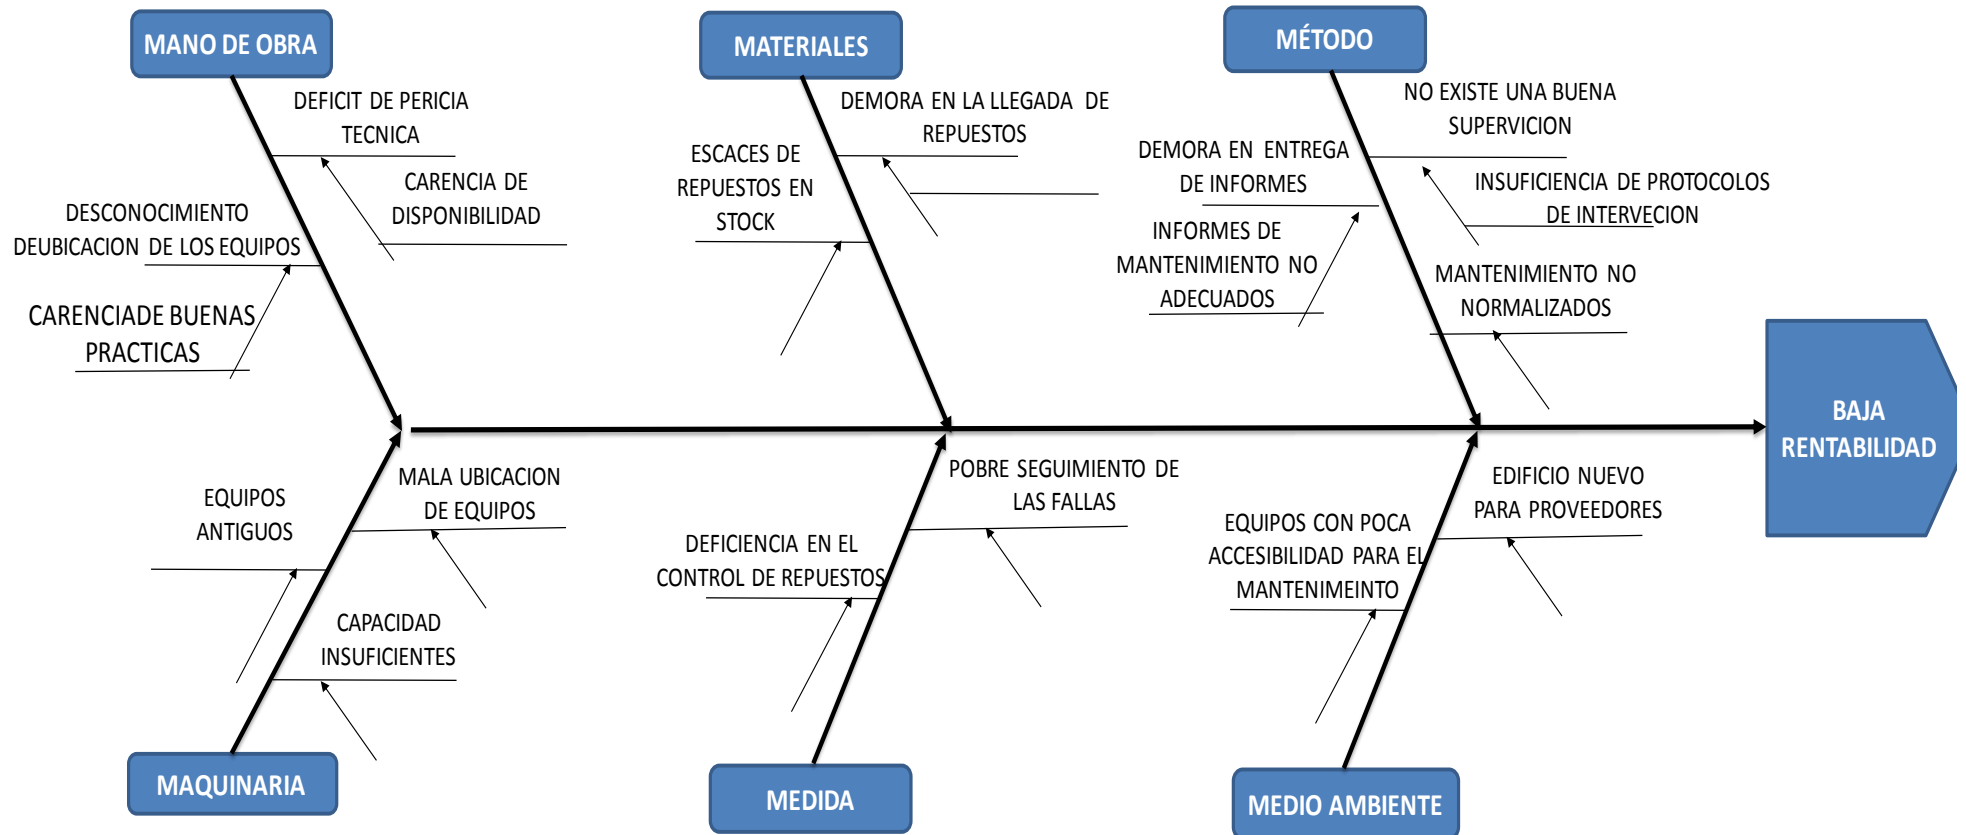 MANO DE OBRA
MATERIALES
MÉTODO
DEFICIT DE PERICIA
TECNICA
CARENCIA DE
DISPONIBILIDAD
DESCONOCIMIENTO
DEUBICACION DE LOS EQUIPOS
CARENCIADE BUENAS
PRACTICAS
DEMORA EN LA LLEGADA DE
REPUESTOS
ESCACES DE
REPUESTOS EN
STOCK
NO EXISTE UNA BUENA
SUPERVICION
DEMORA EN ENTREGA
DE INFORMES
INSUFICIENCIA DE PROTOCOLOS
DE INTERVECION
INFORMES DE
MANTENIMIENTO NO
ADECUADOS
MANTENIMIENTO NO
NORMALIZADOS
BAJA
RENTABILIDAD
MALA UBICACION
DE EQUIPOS
EQUIPOS
ANTIGUOS
CAPACIDAD
INSUFICIENTES
POBRE SEGUIMIENTO DE
LAS FALLAS
DEFICIENCIA EN EL
CONTROL DE REPUESTOS
EDIFICIO NUEVO
PARA PROVEEDORES
EQUIPOS CON POCA
ACCESIBILIDAD PARA EL
MANTENIMEINTO
MAQUINARIA
MEDIDA
MEDIO AMBIENTE